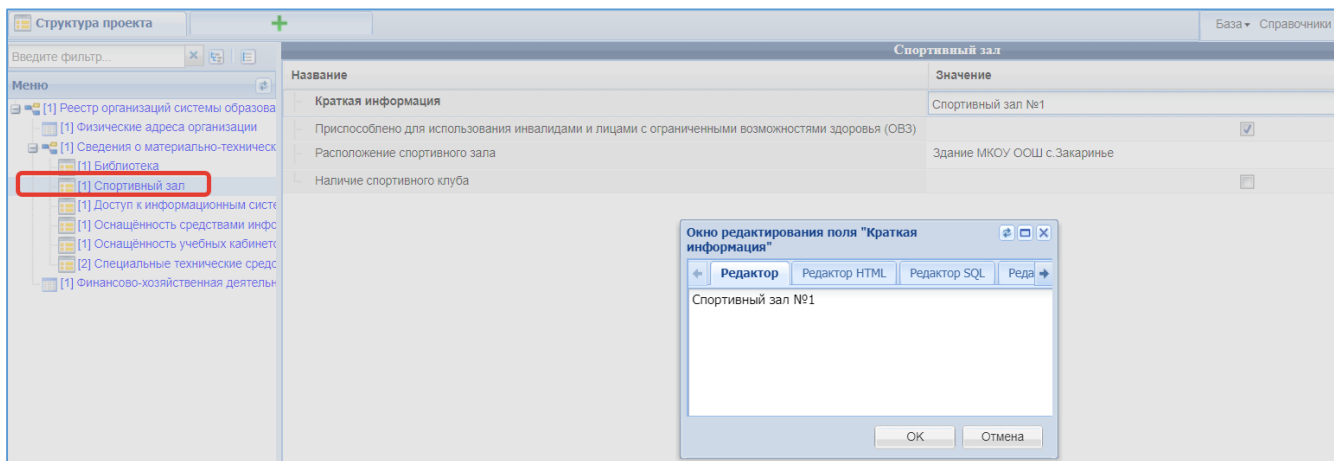 Структура проекта
База Справочники
Введите фильтр...
Спортивный зал
Меню
Название Значение
[1] Реестр организаций системы образова
Краткая информация Спортивный зал №1
[1] Физические адреса организации
Приспособлено для использования инвалидами и лицами с ограниченными возможностями здоровья (ОВЗ)
[1] Сведения о материально-техническ
Расположение спортивного зала Здание МКОУ ООШ с.Закаринье
[1] Библиотека
[1] Спортивный зал
Наличие спортивного клуба
[1] Доступ к информационным систе
[1] Оснащённость средствами инфо
[1] Оснащённость учебных кабинето
[2] Специальные технические средс
[1] Финансово-хозяйственная деятельн
Окно редактирования поля "Краткая
информация"
Редактор Редактор HTML Редактор SQL Реда
Спортивный зал №1
OK Отмена